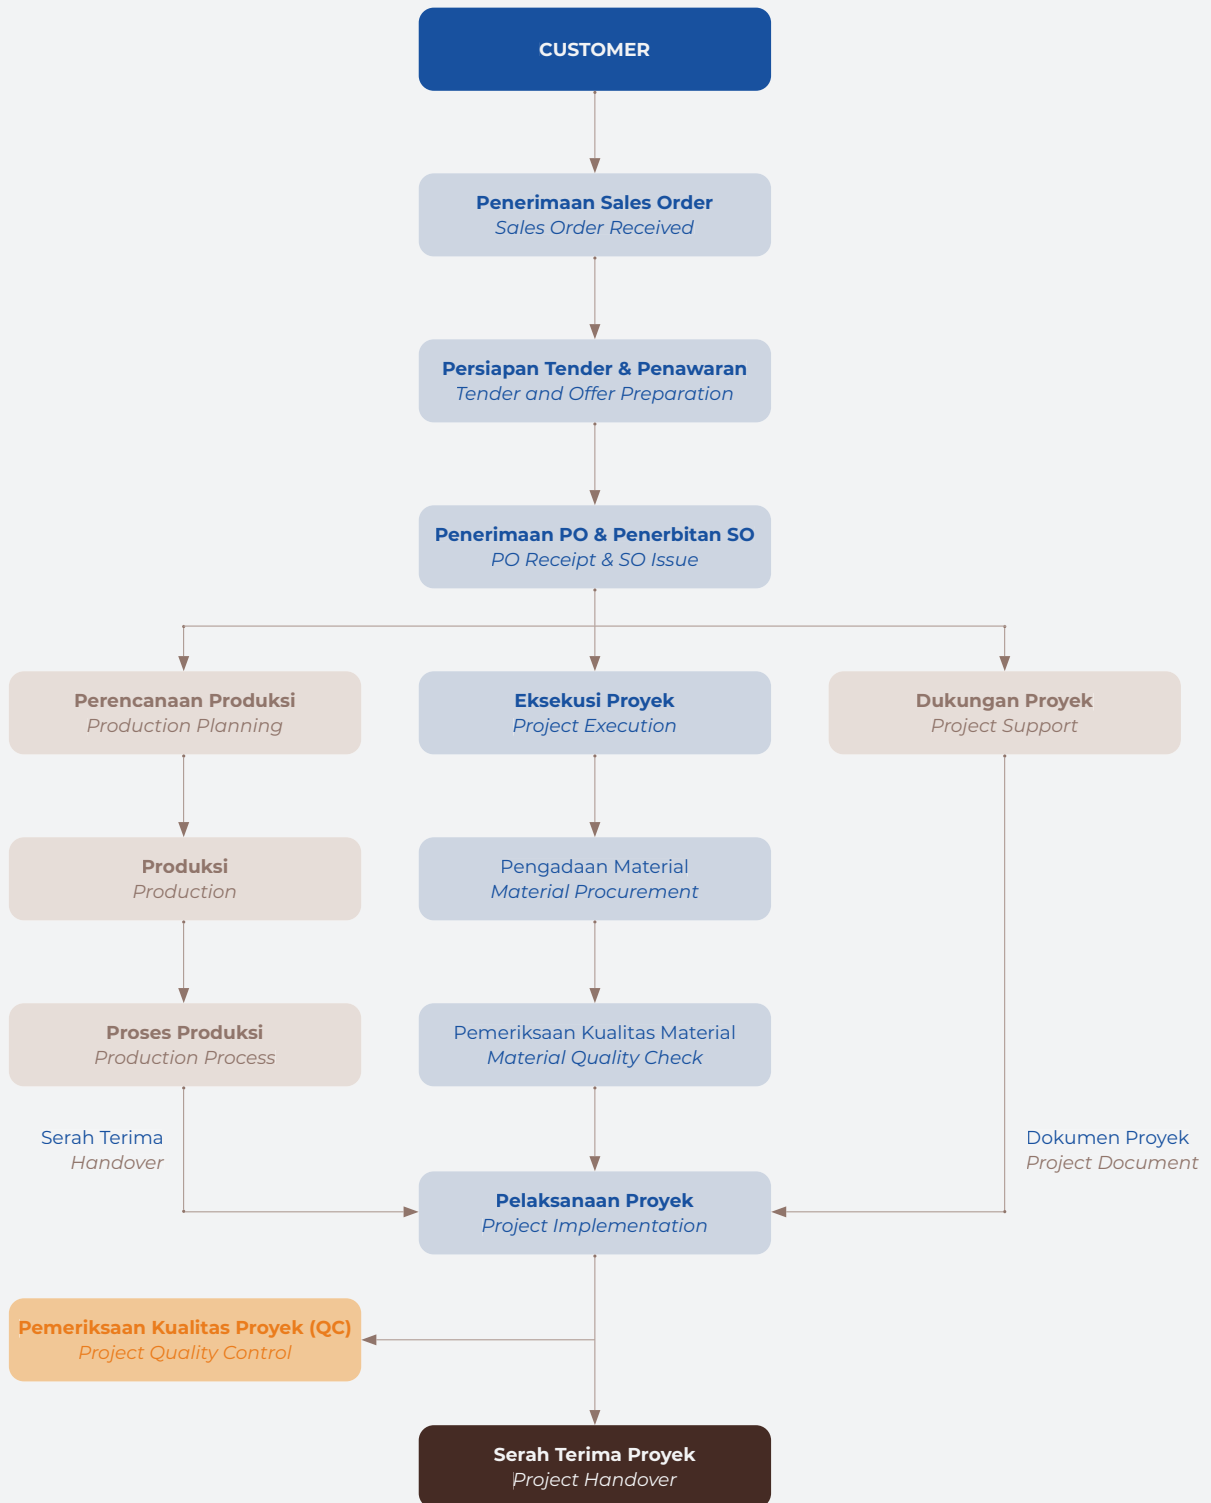 CUSTOMER
Penerimaan Sales Order
Sales Order Received
Persiapan Tender & Penawaran
Tender and Offer Preparation
Penerimaan PO & Penerbitan SO
PO Receipt & SO Issue
Perencanaan Produksi
Production Planning
Eksekusi Proyek
Project Execution
Dukungan Proyek
Project Support
Produksi
Production
Pengadaan Material
Material Procurement
Proses Produksi
Production Process
Pemeriksaan Kualitas Material
Material Quality Check
Serah Terima
Handover
Dokumen Proyek
Project Document
Pelaksanaan Proyek
Project Implementation
Pemeriksaan Kualitas Proyek (QC)
Project Quality Control
Serah Terima Proyek
Project Handover